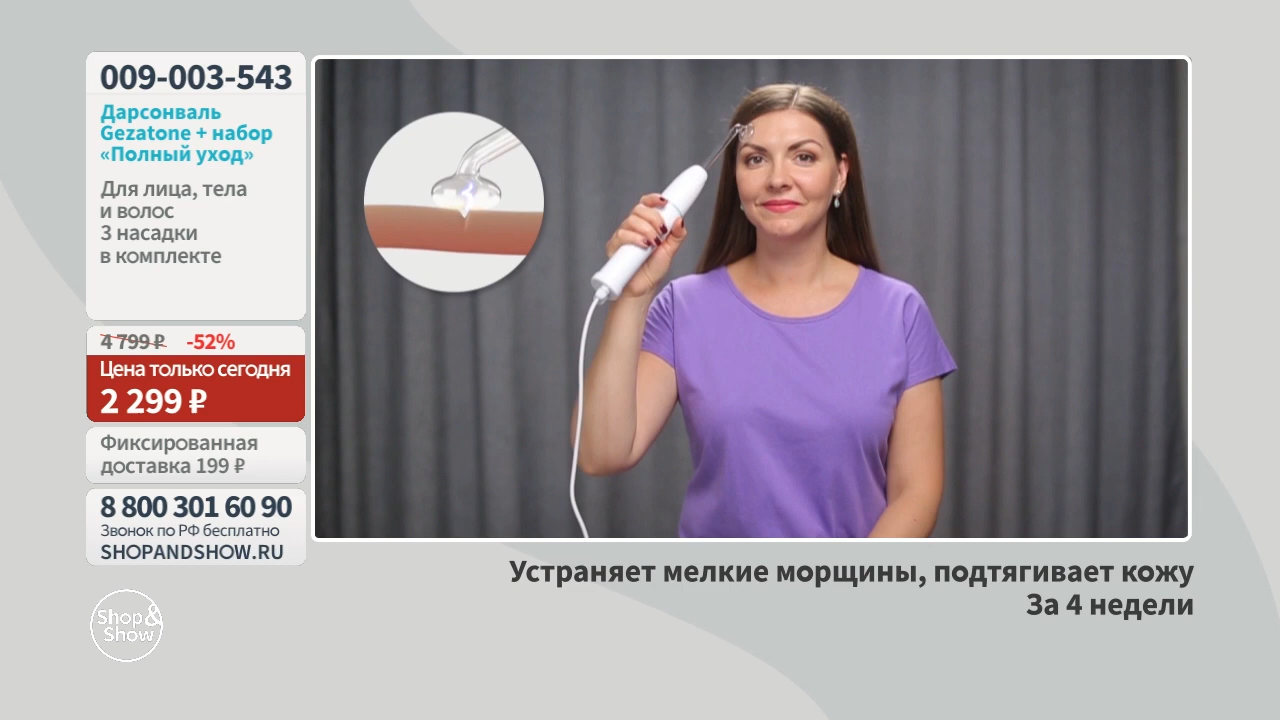 009-003-543
Дарсонваль
Gezatone + набор
«Полный уход»
Для лица, тела
и волос
3 насадки
в комплекте
4 799 ₽ -52%
Цена только сегодня
2 299 ₽
Фиксированная
доставка 199 ₽
8 800 301 60 90
Звонок по РФ бесплатно
SHOPANDSHOW.RU
Shop&
Show
Устраняет мелкие морщины, подтягивает кожу
За 4 недели